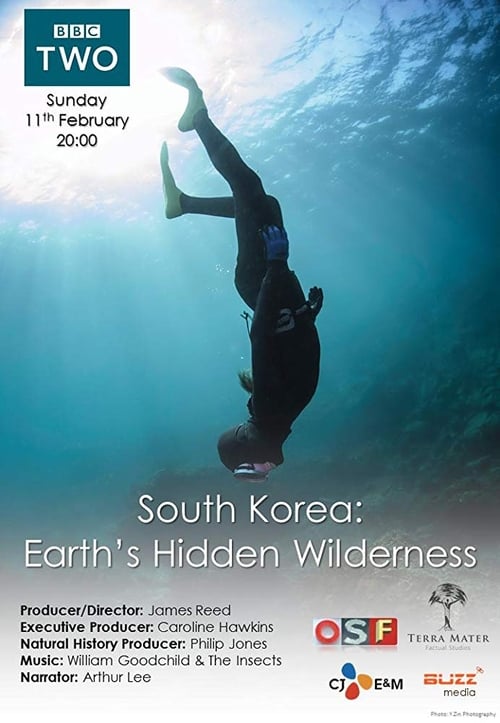 BBC
TWO
Sunday
11th February
20:00
South Korea:
Earth's Hidden Wilderness
Producer/Director: James Reed
Executive Producer: Caroline Hawkins
Natural History Producer: Philip Jones
Music: William Goodchild & The Insects
Narrator: Arthur Lee
OSF
TERRA MATER
Factual Studios
CJ E&M
BUZZ
media
Photo: Y.Zin Photography